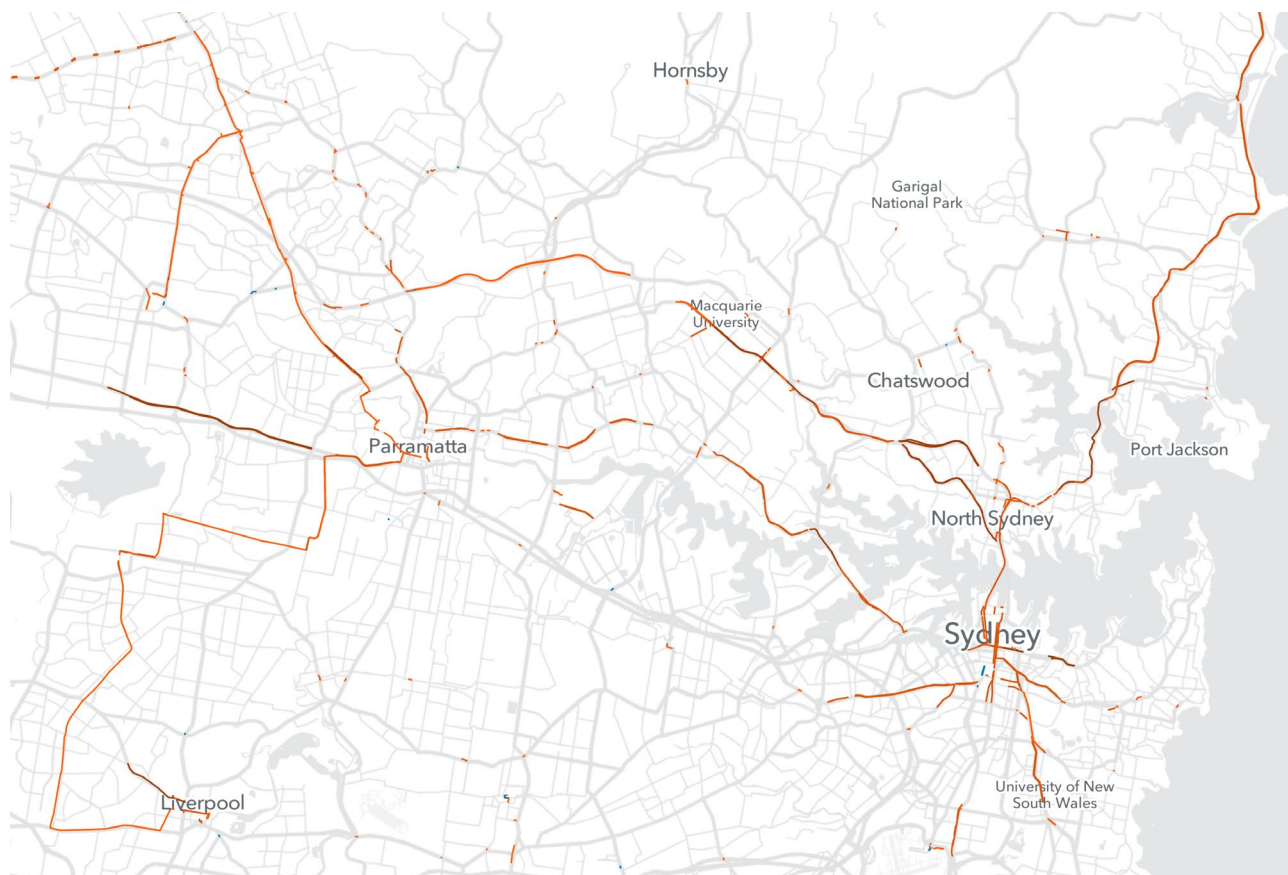 Hornsby
Garigal
National Park
Macquarie
University
Chatswood
Parramatta
Port Jackson
North Sydney
Sydney
University of New
South Wales
Liverpool